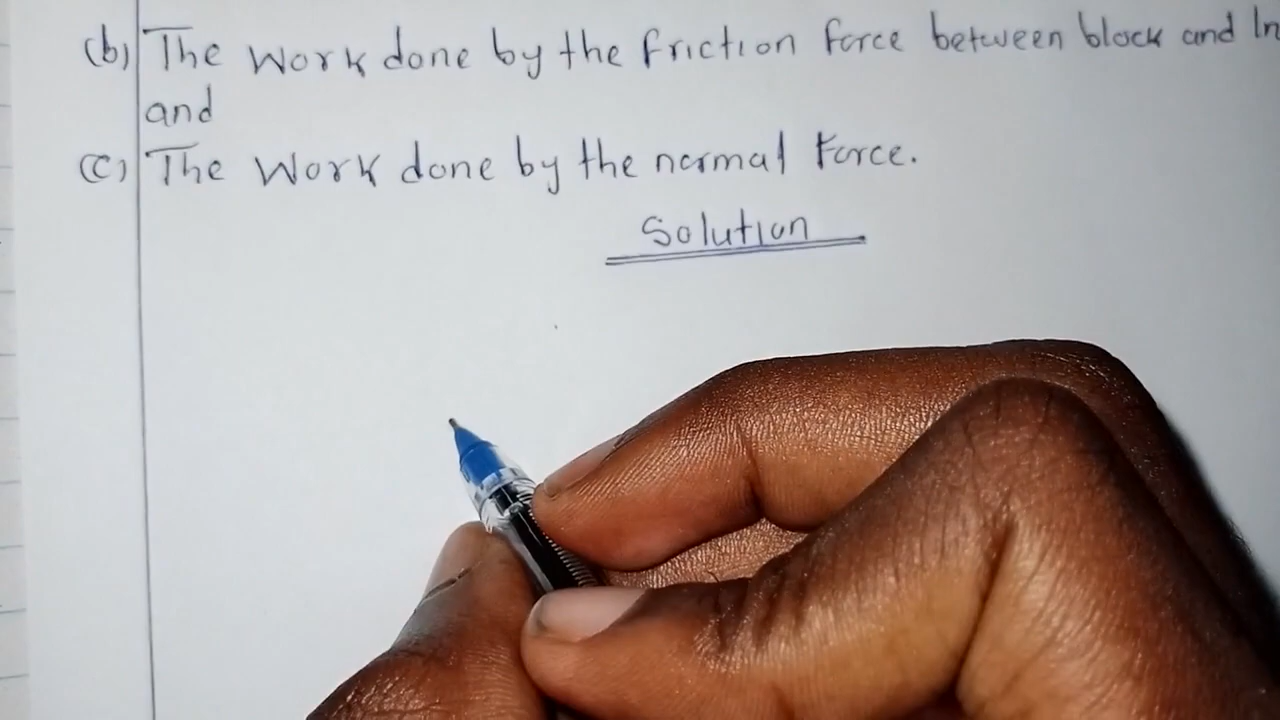 (b) The Work done by the friction force between block and In
and
(c) The Work done by the normal Force.
Solution